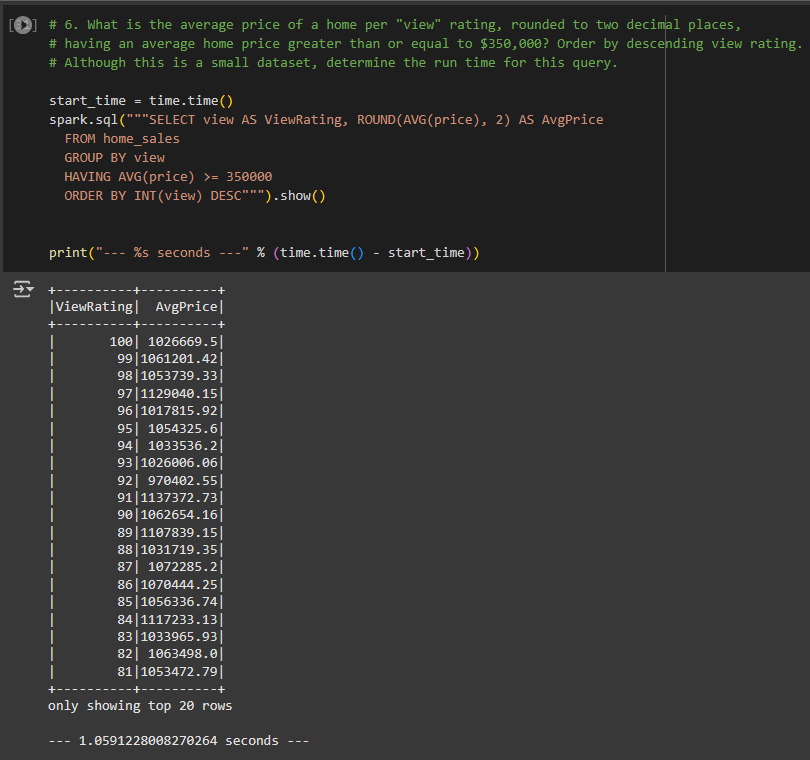 [ ]
# 6. What is the average price of a home per "view" rating, rounded to two decimal places,
# having an average home price greater than or equal to $350,000? Order by descending view rating.
# Although this is a small dataset, determine the run time for this query.
start_time = time.time()
spark.sql("""SELECT view AS ViewRating, ROUND(AVG(price), 2) AS AvgPrice
FROM home_sales
GROUP BY view
HAVING AVG(price) >= 350000
ORDER BY INT(view) DESC""").show()
print("--- %s seconds ---" % (time.time() - start_time))
+----------+----------+
|ViewRating|  AvgPrice|
+----------+----------+
|       100| 1026669.5|
|        99|1061201.42|
|        98|1053739.33|
|        97|1129040.15|
|        96|1017815.92|
|        95| 1054325.6|
|        94| 1033536.2|
|        93|1026006.06|
|        92| 970402.55|
|        91|1137372.73|
|        90|1062654.16|
|        89|1107839.15|
|        88|1031719.35|
|        87| 1072285.2|
|        86|1070444.25|
|        85|1056336.74|
|        84|1117233.13|
|        83|1033965.93|
|        82| 1063498.0|
|        81|1053472.79|
+----------+----------+
only showing top 20 rows
--- 1.0591228008270264 seconds ---